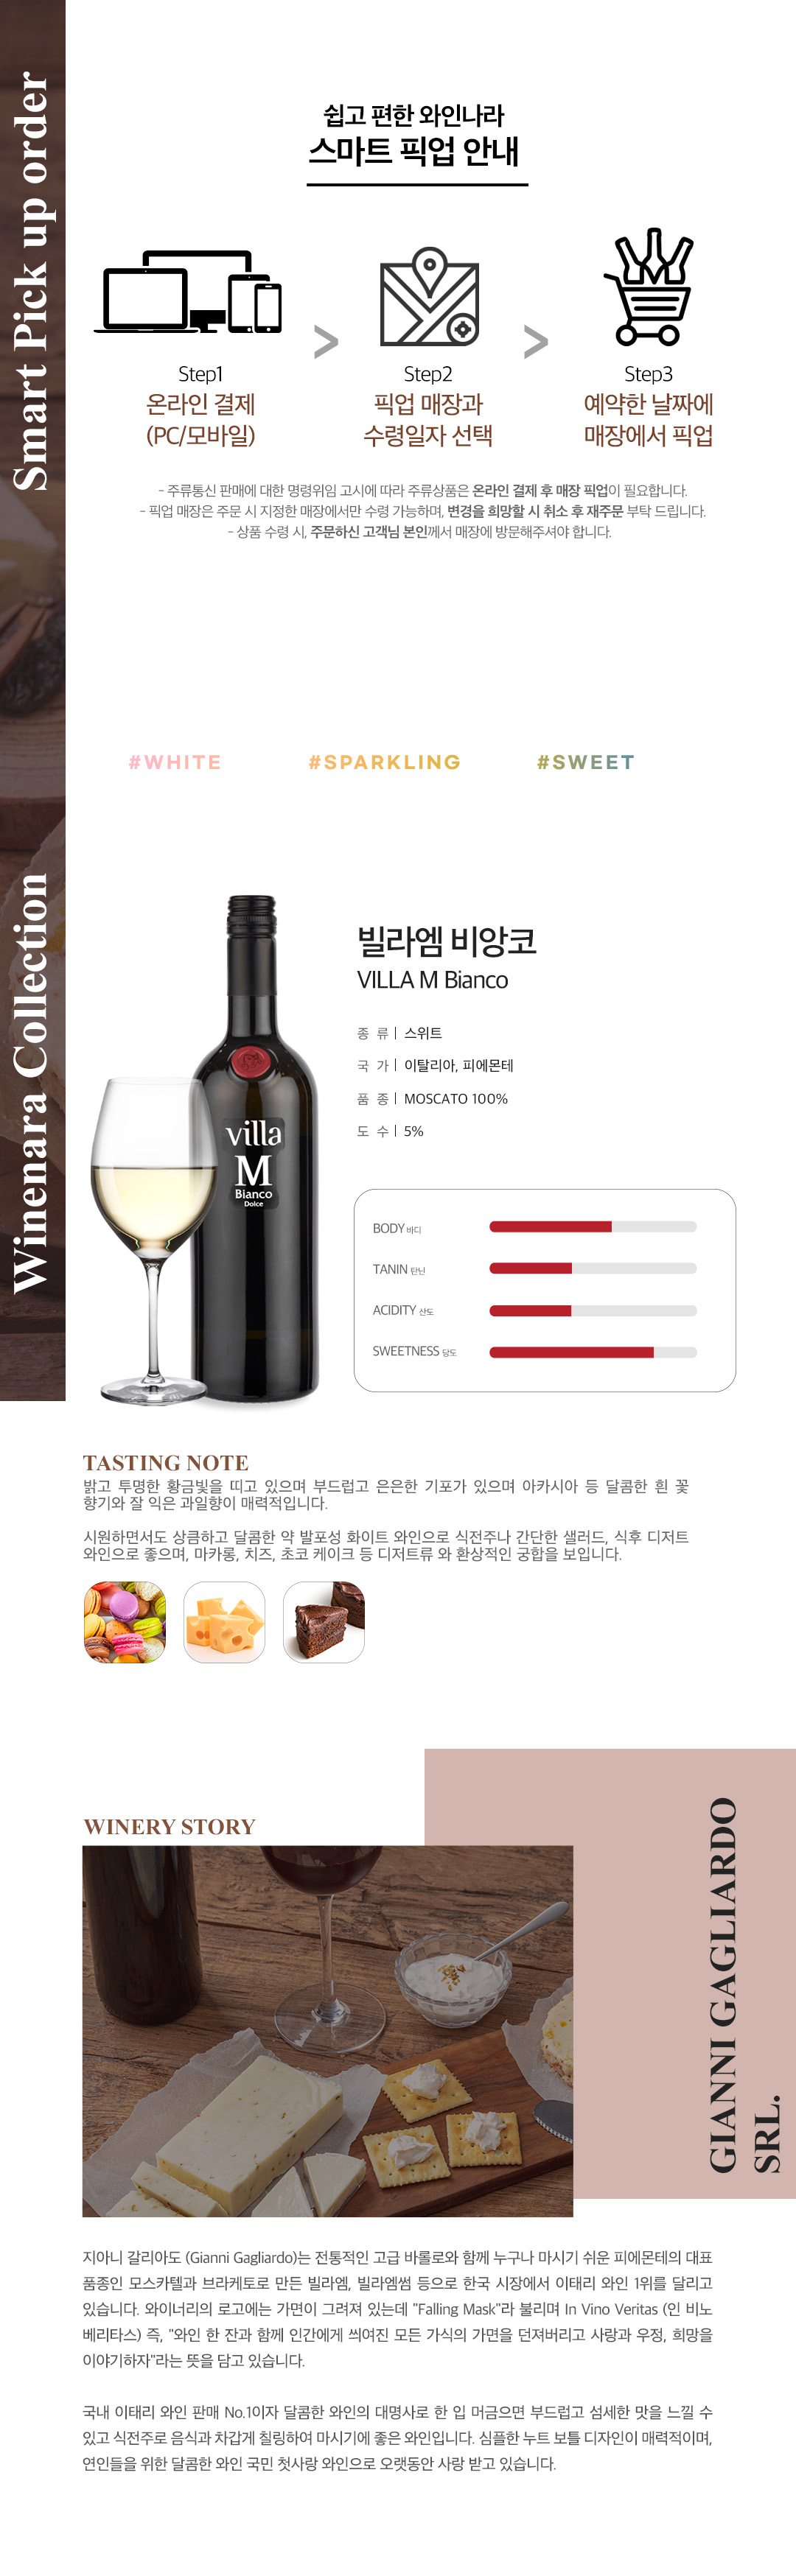 Smart Pick up order
쉽고 편한 와인나라
스마트 픽업 안내
Step1
온라인 결제
(PC/모바일)
>
Step2
픽업 매장과
수령일자 선택
>
Step3
예약한 날짜에
매장에서 픽업
- 주류통신 판매에 대한 명령위임 고시에 따라 주류상품은 온라인 결제 후 매장 픽업이 필요합니다.
- 픽업 매장은 주문 시 지정한 매장에서만 수령 가능하며, 변경을 희망할 시 취소 후 재주문 부탁 드립니다.
- 상품 수령 시, 주문하신 고객님 본인께서 매장에 방문해주셔야 합니다.
#WHITE
#SPARKLING
#SWEET
Winenara Collection
villa
M
Bianco
Dolce
빌라엠 비앙코
VILLA M Bianco
종 류 | 스위트
국 가 | 이탈리아, 피에몬테
품 종 | MOSCATO 100%
도 수 | 5%
BODY 바디
TANIN 탄닌
ACIDITY 산도
SWEETNESS 당도
TASTING NOTE
밝고 투명한 황금빛을 띠고 있으며 부드럽고 은은한 기포가 있으며 아카시아 등 달콤한 흰 꽃
향기와 잘 익은 과일향이 매력적입니다.
시원하면서도 상큼하고 달콤한 약 발포성 화이트 와인으로 식전주나 간단한 샐러드, 식후 디저트
와인으로 좋으며, 마카롱, 치즈, 초코 케이크 등 디저트류 와 환상적인 궁합을 보입니다.
WINERY STORY
GIANNI GAGLIARDO
SRL.
지아니 갈리아도 (Gianni Gagliardo)는 전통적인 고급 바롤로와 함께 누구나 마시기 쉬운 피에몬테의 대표
품종인 모스카텔과 브라케토로 만든 빌라엠, 빌라엠썸 등으로 한국 시장에서 이태리 와인 1위를 달리고
있습니다. 와이너리의 로고에는 가면이 그려져 있는데 "Falling Mask"라 불리며 In Vino Veritas (인 비노
베리타스) 즉, "와인 한 잔과 함께 인간에게 씌여진 모든 가식의 가면을 던져버리고 사랑과 우정, 희망을
이야기하자"라는 뜻을 담고 있습니다.
국내 이태리 와인 판매 No.1이자 달콤한 와인의 대명사로 한 입 머금으면 부드럽고 섬세한 맛을 느낄 수
있고 식전주로 음식과 차갑게 칠링하여 마시기에 좋은 와인입니다. 심플한 누트 보틀 디자인이 매력적이며,
연인들을 위한 달콤한 와인 국민 첫사랑 와인으로 오랫동안 사랑 받고 있습니다.